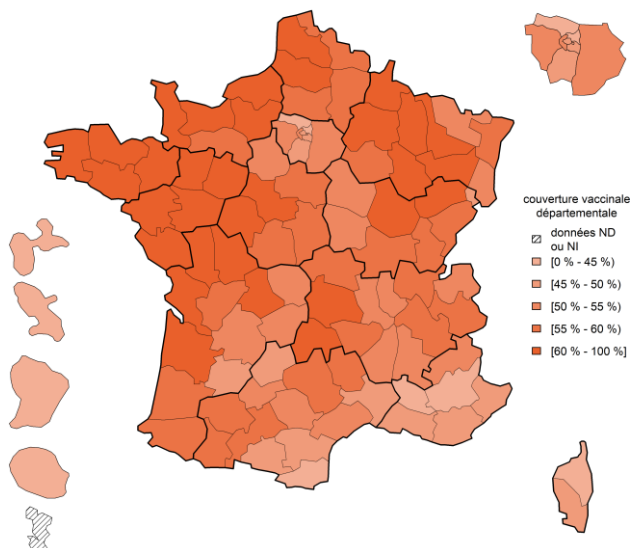 couverture vaccinale
départementale
données ND
ou NI
[0 % - 45 %)
[45 % - 50 %)
[50 % - 55 %)
[55 % - 60 %)
[60 % - 100 %]